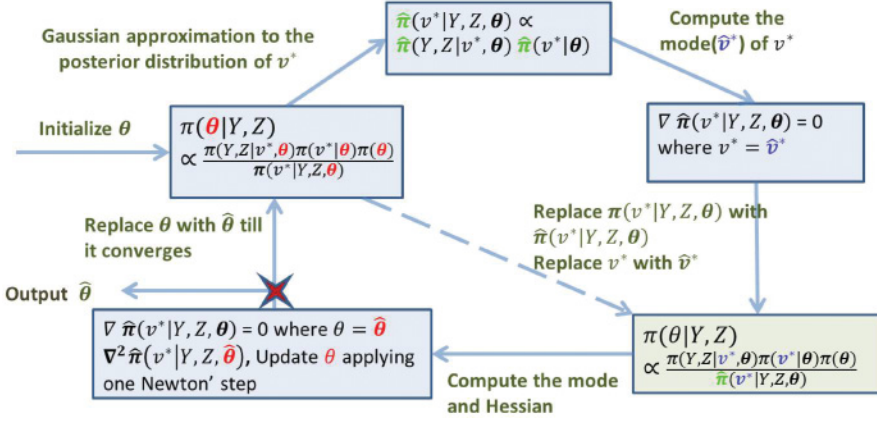 Gaussian approximation to the
posterior distribution of v*
π̂(v*|Y, Z, θ) ∝
π̂(Y, Z|v*, θ) π̂(v*|θ)
Compute the
mode(v̂*) of v*
Initialize θ
π(θ|Y, Z)
∝ π(Y,Z|v*,θ)π(v*|θ)π(θ)
π(v*|Y,Z,θ)
∇ π̂(v*|Y, Z, θ) = 0
where v* = v̂*
Replace θ with θ̂ till
it converges
Replace π(v*|Y, Z, θ) with
π̂(v*|Y, Z, θ)
Replace v* with v̂*
Output θ̂
∇ π̂(v*|Y, Z, θ) = 0 where θ = θ̂
∇²π̂(v*|Y, Z, θ̂), Update θ applying
one Newton' step
Compute the mode
and Hessian
π(θ|Y, Z)
∝ π(Y,Z|v*,θ)π(v*|θ)π(θ)
π̂(v*|Y,Z,θ)